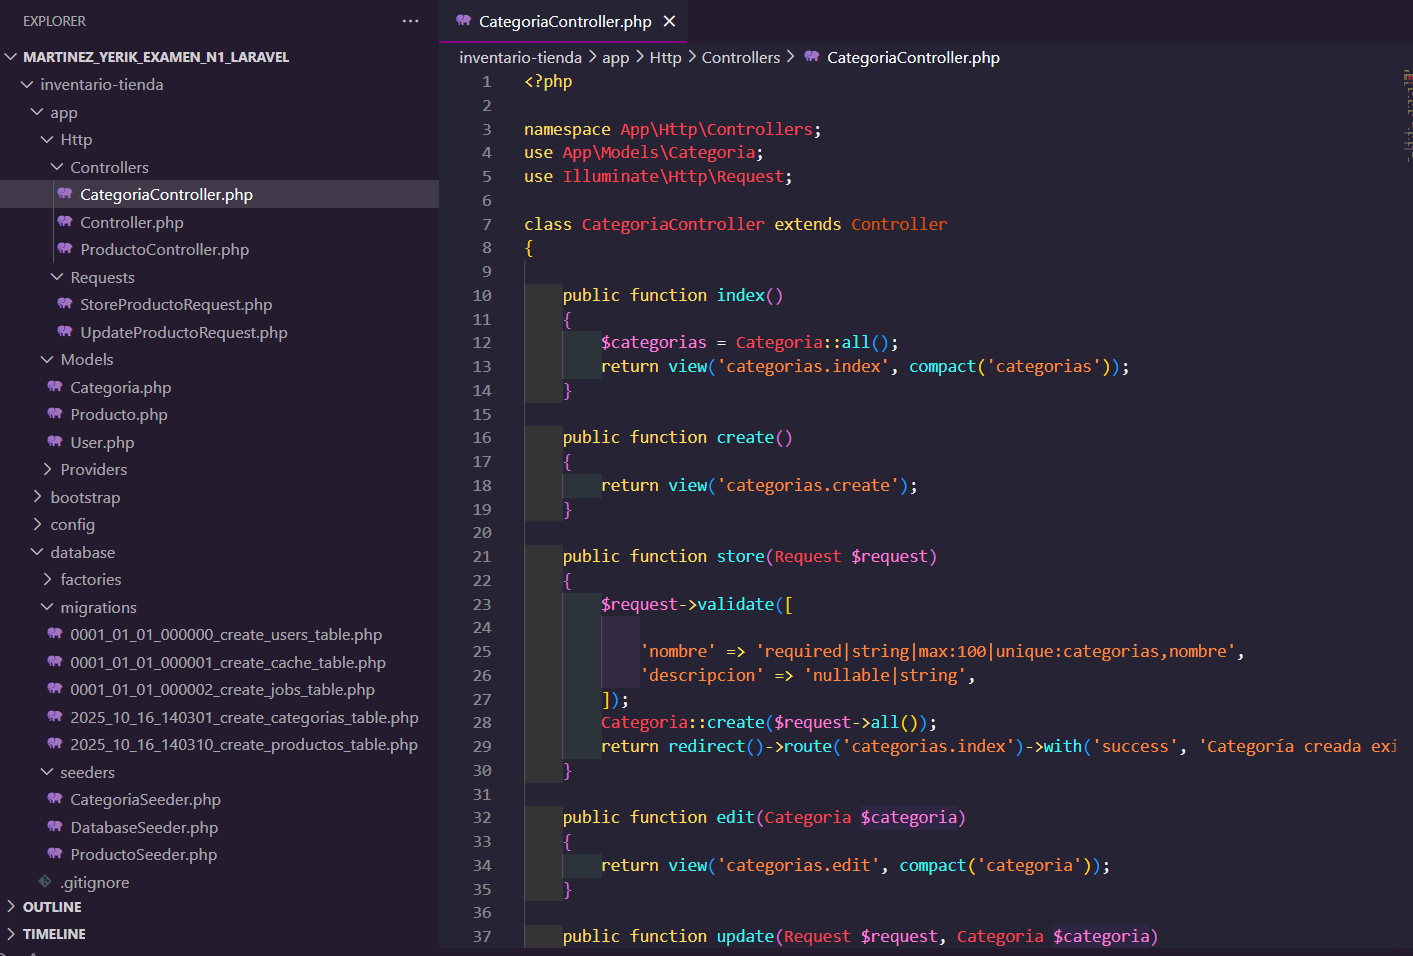 EXPLORER
...
MARTINEZ_YERIK_EXAMEN_N1_LARAVEL
inventario-tienda
app
Http
Controllers
CategoriaController.php
Controller.php
ProductoController.php
Requests
StoreProductoRequest.php
UpdateProductoRequest.php
Models
Categoria.php
Producto.php
User.php
Providers
bootstrap
config
database
factories
migrations
0001_01_01_000000_create_users_table.php
0001_01_01_000001_create_cache_table.php
0001_01_01_000002_create_jobs_table.php
2025_10_16_140301_create_categorias_table.php
2025_10_16_140310_create_productos_table.php
seeders
CategoriaSeeder.php
DatabaseSeeder.php
ProductoSeeder.php
.gitignore
OUTLINE
TIMELINE
CategoriaController.php
inventario-tienda > app > Http > Controllers > CategoriaController.php
1 <?php
2
3 namespace App\Http\Controllers;
4 use App\Models\Categoria;
5 use Illuminate\Http\Request;
6
7 class CategoriaController extends Controller
8 {
9
10     public function index()
11     {
12         $categorias = Categoria::all();
13         return view('categorias.index', compact('categorias'));
14     }
15
16     public function create()
17     {
18         return view('categorias.create');
19     }
20
21     public function store(Request $request)
22     {
23         $request->validate([
24
25             'nombre' => 'required|string|max:100|unique:categorias,nombre',
26             'descripcion' => 'nullable|string',
27         ]);
28         Categoria::create($request->all());
29         return redirect()->route('categorias.index')->with('success', 'Categoría creada exi
30     }
31
32     public function edit(Categoria $categoria)
33     {
34         return view('categorias.edit', compact('categoria'));
35     }
36
37     public function update(Request $request, Categoria $categoria)